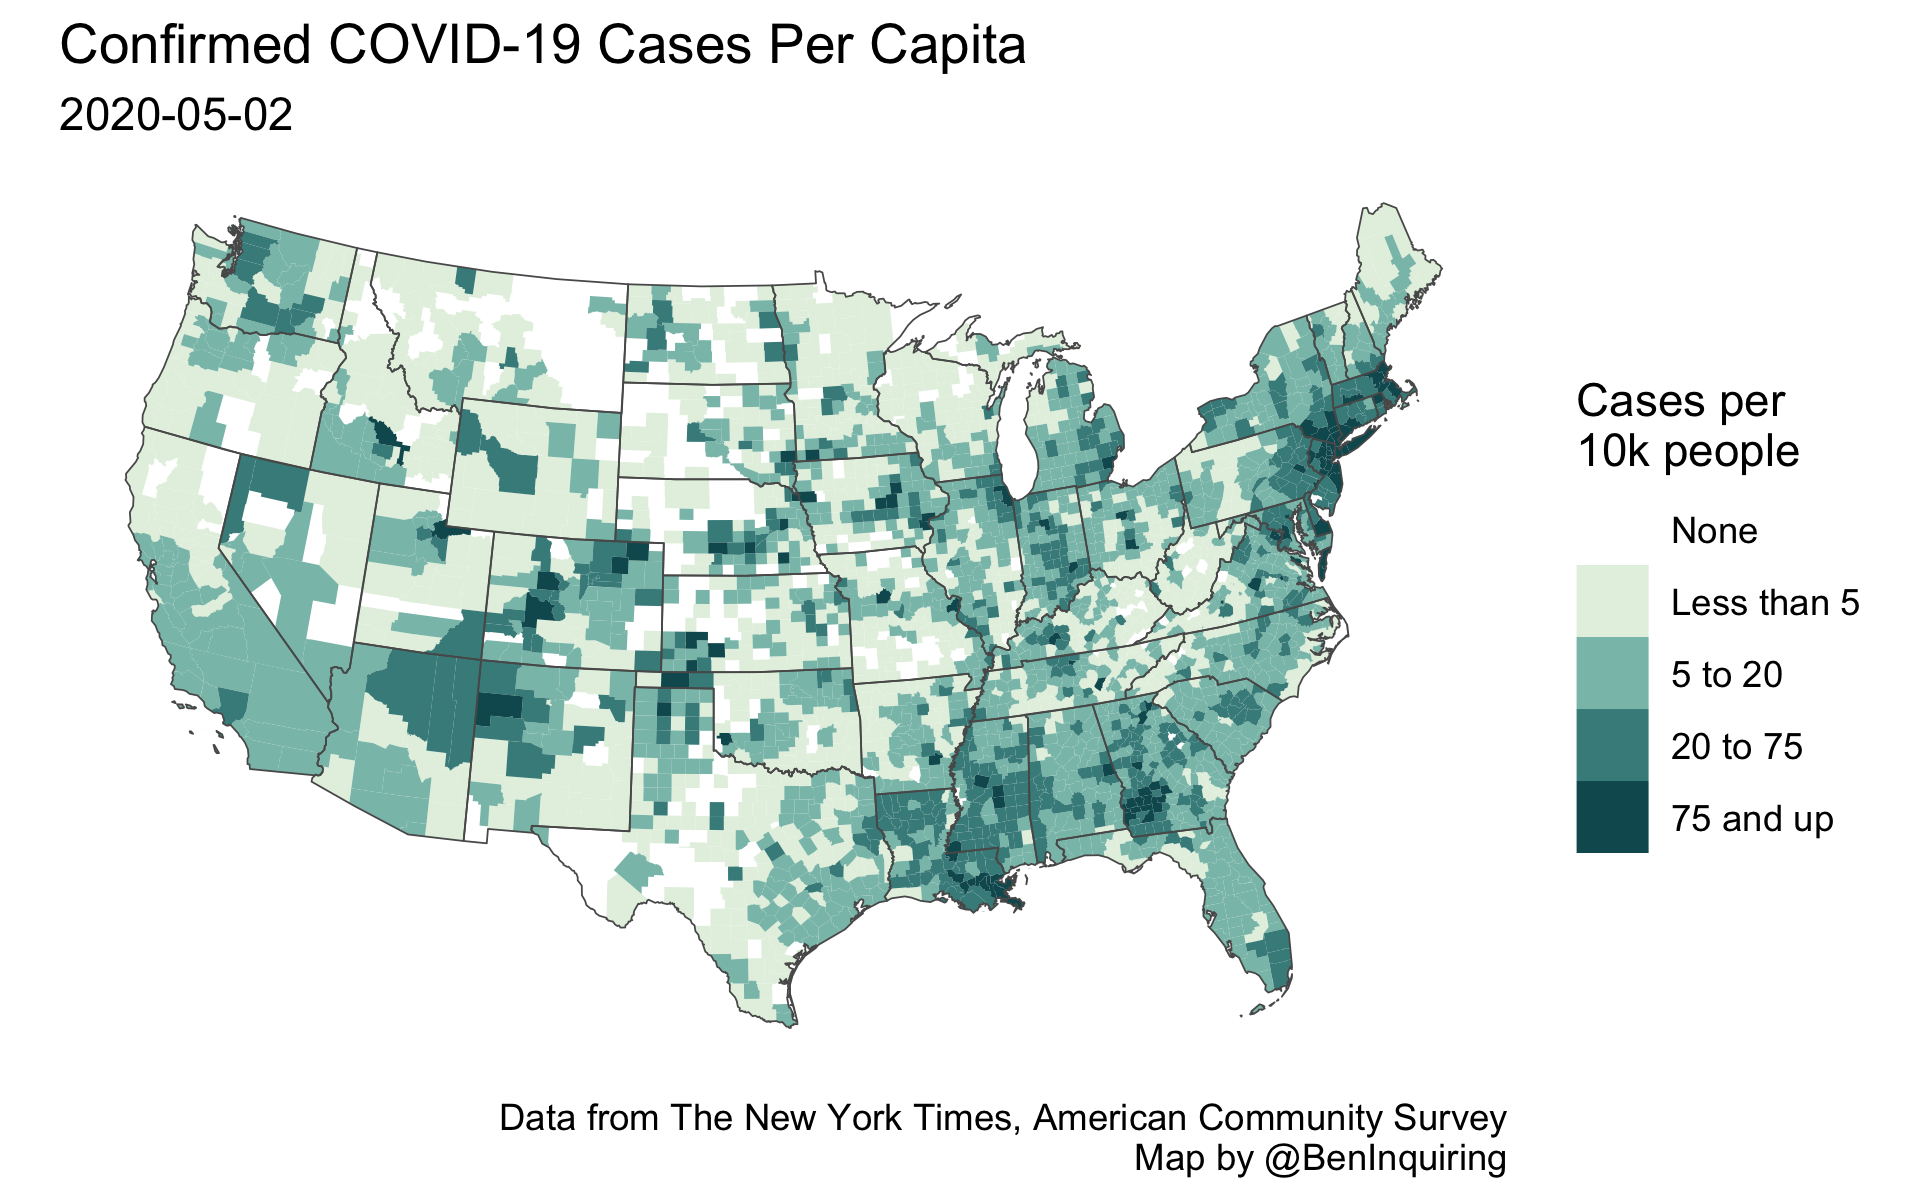 Confirmed COVID-19 Cases Per Capita
2020-05-02
Cases per
10k people
None
Less than 5
5 to 20
20 to 75
75 and up
Data from The New York Times, American Community Survey
Map by @BenInquiring